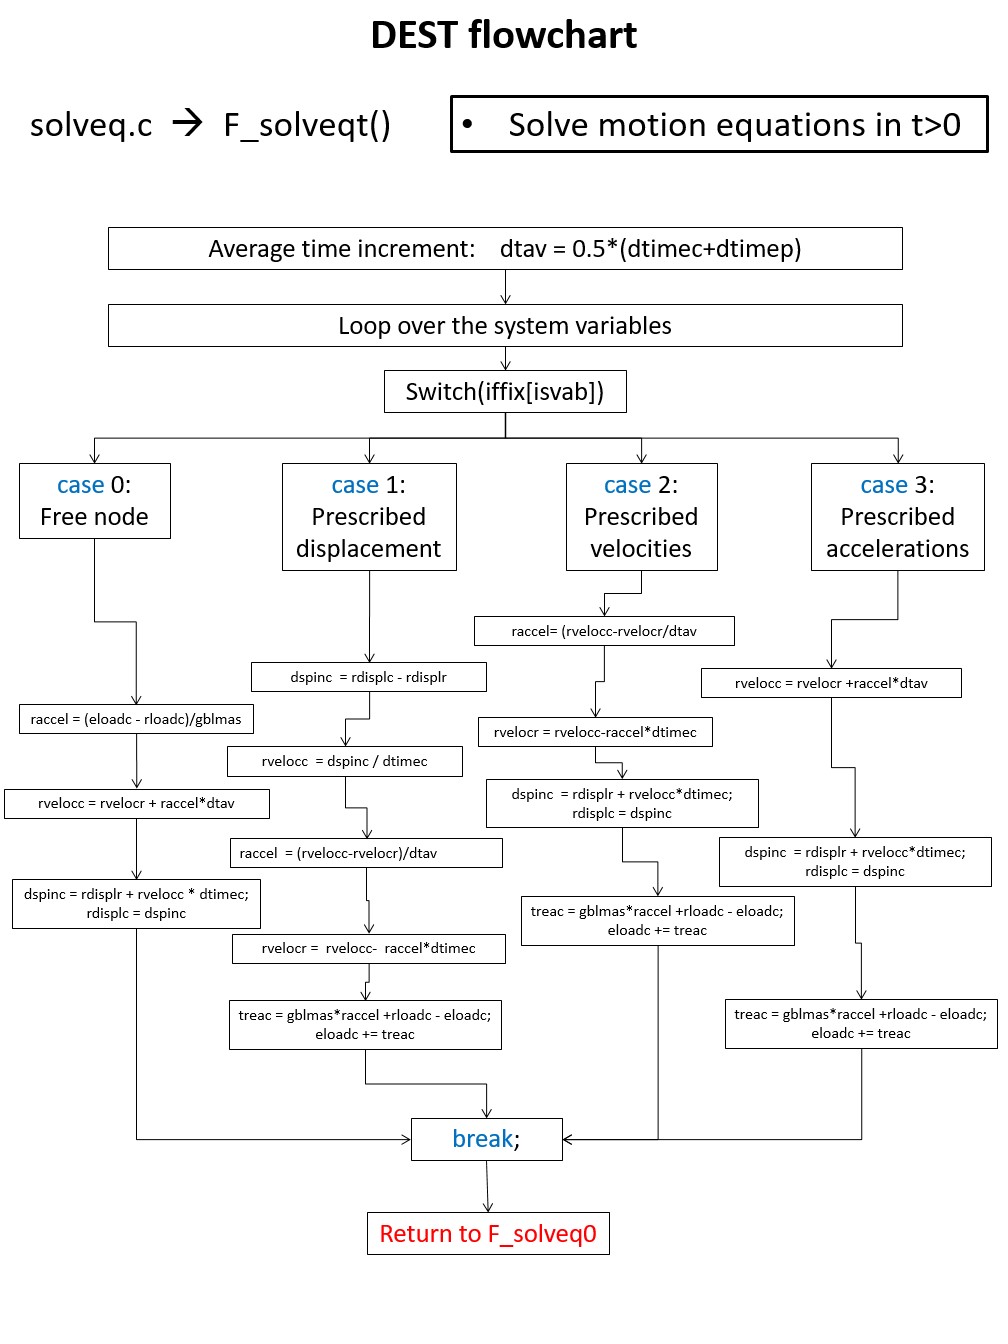 DEST flowchart
solveq.c → F_solveqt()
• Solve motion equations in t>0
Average time increment: dtav = 0.5*(dtimec+dtimep)
Loop over the system variables
Switch(iffix[isvab])
case 0:
Free node
raccel = (eloadc - rloadc)/gblmas
rvelocc = rvelocr + raccel*dtav
dspinc = rdisplr + rvelocc * dtimec;
rdisplc = dspinc
case 1:
Prescribed
displacement
dspinc  = rdisplc - rdisplr
rvelocc  = dspinc / dtimec
raccel  = (rvelocc-rvelocr)/dtav
rvelocr =  rvelocc-  raccel*dtimec
treac = gblmas*raccel +rloadc - eloadc;
eloadc += treac
case 2:
Prescribed
velocities
raccel= (rvelocc-rvelocr/dtav
rvelocr = rvelocc-raccel*dtimec
dspinc  = rdisplr + rvelocc*dtimec;
rdisplc = dspinc
treac = gblmas*raccel +rloadc - eloadc;
eloadc += treac
case 3:
Prescribed
accelerations
rvelocc = rvelocr +raccel*dtav
dspinc  = rdisplr + rvelocc*dtimec;
rdisplc = dspinc
treac = gblmas*raccel +rloadc - eloadc;
eloadc += treac
break;
Return to F_solveq0